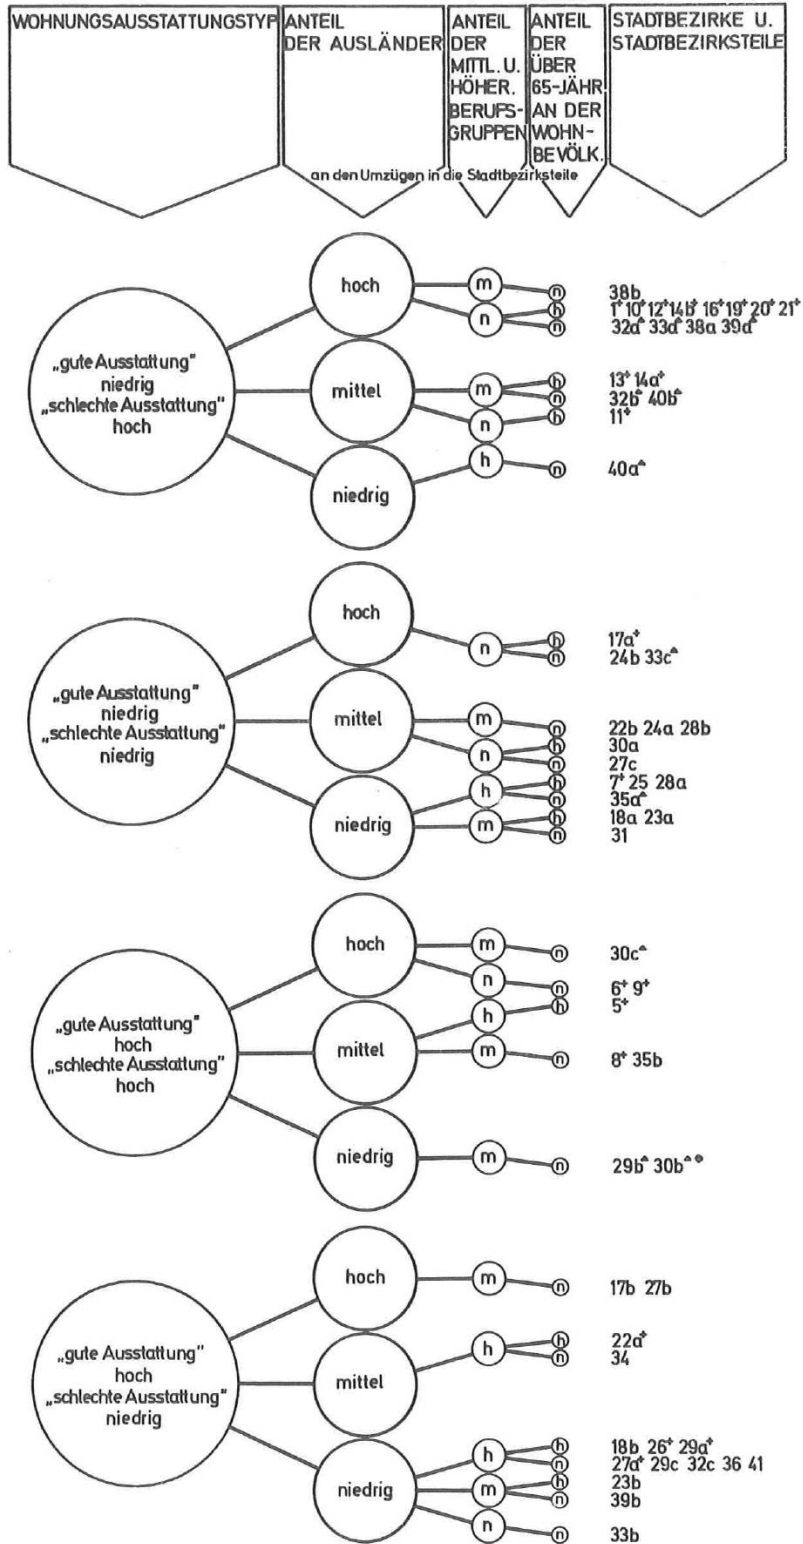 WOHNUNGSAUSSTATTUNGSTYP
ANTEIL
DER AUSLÄNDER
ANTEIL
DER
MITTL. U.
HÖHER.
BERUFS-
GRUPPEN
ANTEIL
DER
ÜBER
65-JÄHR.
AN DER
WOHN-
BEVÖLK.
STADTBEZIRKE U.
STADTBEZIRKSTEILE
an den Umzügen in die Stadtbezirksteile
„gute Ausstattung"
niedrig
„schlechte Ausstattung"
hoch
hoch
m
n
38b
n
h
1⁺ 10⁺ 12⁺ 14b⁺ 16⁺ 19⁺ 20⁺ 21⁺
n
32a▵ 33a▵ 38a 39a▵
mittel
m
h
13⁺ 14a⁺
n
32b▵ 40b▵
n
h
11⁺
niedrig
h
n
40a▵
„gute Ausstattung"
niedrig
„schlechte Ausstattung"
niedrig
hoch
n
h
17a⁺
n
24b 33c▵
mittel
m
n
22b 24a 28b
n
h
30a
n
27c
niedrig
h
h
7⁺ 25 28a
n
35a▵
m
h
18a 23a
n
31
„gute Ausstattung"
hoch
„schlechte Ausstattung"
hoch
hoch
m
n
30c▵
n
n
6⁺ 9⁺
mittel
h
h
5⁺
m
n
8⁺ 35b
niedrig
m
n
29b▵ 30b▵
„gute Ausstattung"
hoch
„schlechte Ausstattung"
niedrig
hoch
m
n
17b 27b
mittel
h
h
22a⁺
n
34
niedrig
h
h
18b 26⁺ 29a⁺
n
27a⁺ 29c 32c 36 41
m
h
23b
n
39b
n
n
33b